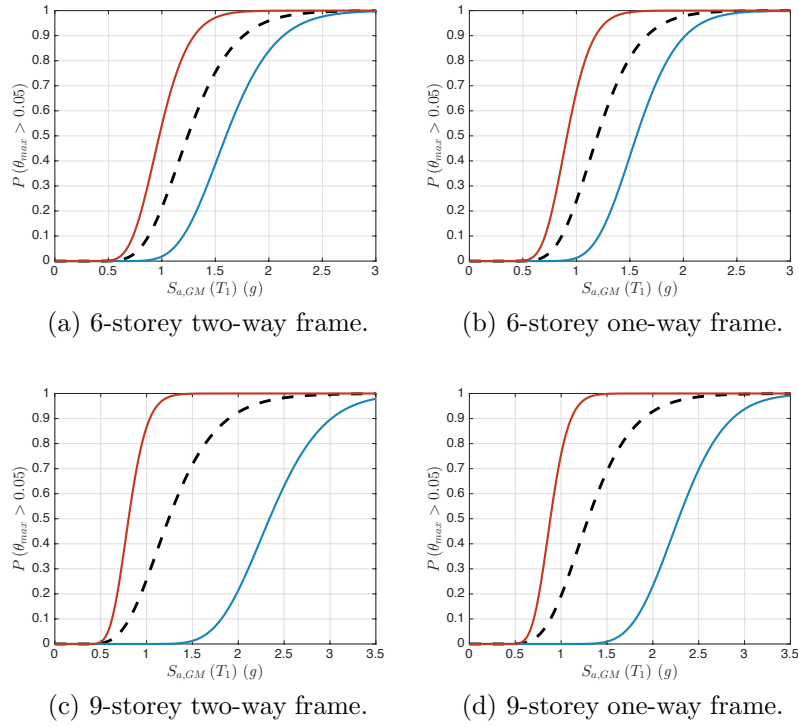 1
0.9
0.8
0.7
0.6
0.5
0.4
0.3
0.2
0.1
0
P (θmax > 0.05)
0 0.5 1 1.5 2 2.5 3
Sa,GM (T1) (g)
(a) 6-storey two-way frame.
1
0.9
0.8
0.7
0.6
0.5
0.4
0.3
0.2
0.1
0
P (θmax > 0.05)
0 0.5 1 1.5 2 2.5 3
Sa,GM (T1) (g)
(b) 6-storey one-way frame.
1
0.9
0.8
0.7
0.6
0.5
0.4
0.3
0.2
0.1
0
P (θmax > 0.05)
0 0.5 1 1.5 2 2.5 3 3.5
Sa,GM (T1) (g)
(c) 9-storey two-way frame.
1
0.9
0.8
0.7
0.6
0.5
0.4
0.3
0.2
0.1
0
P (θmax > 0.05)
0 0.5 1 1.5 2 2.5 3 3.5
Sa,GM (T1) (g)
(d) 9-storey one-way frame.